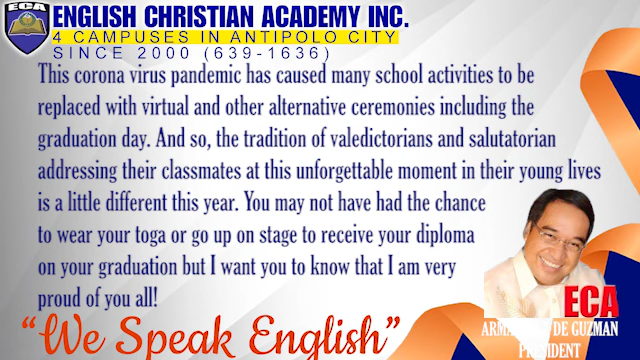 ECA
ENGLISH CHRISTIAN ACADEMY INC.
4 CAMPUSES IN ANTIPOLO CITY
SINCE 2000 (639-1636)
This corona virus pandemic has caused many school activities to be
replaced with virtual and other alternative ceremonies including the
graduation day. And so, the tradition of valedictorians and salutatorian
addressing their classmates at this unforgettable moment in their young lives
is a little different this year. You may not have had the chance
to wear your toga or go up on stage to receive your diploma
on your graduation but I want you to know that I am very
proud of you all!
"We Speak English"
ECA
DE GUZMAN
PRESIDENT